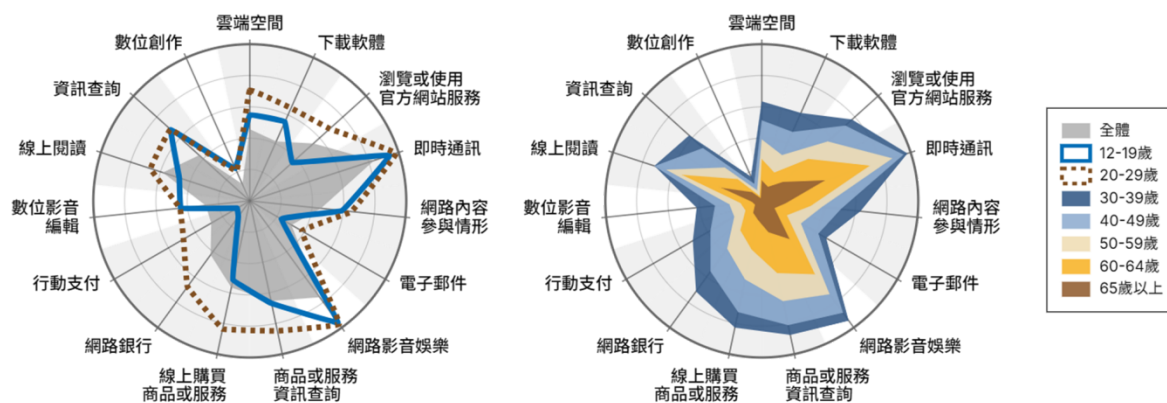 雲端空間
下載軟體
瀏覽或使用
官方網站服務
即時通訊
網路內容
參與情形
電子郵件
網路影音娛樂
商品或服務
資訊查詢
線上購買
商品或服務
網路銀行
行動支付
數位影音
編輯
線上閱讀
資訊查詢
數位創作
雲端空間
下載軟體
瀏覽或使用
官方網站服務
即時通訊
網路內容
參與情形
電子郵件
網路影音娛樂
商品或服務
資訊查詢
線上購買
商品或服務
網路銀行
行動支付
數位影音
編輯
線上閱讀
資訊查詢
數位創作
全體
12-19歲
20-29歲
30-39歲
40-49歲
50-59歲
60-64歲
65歲以上